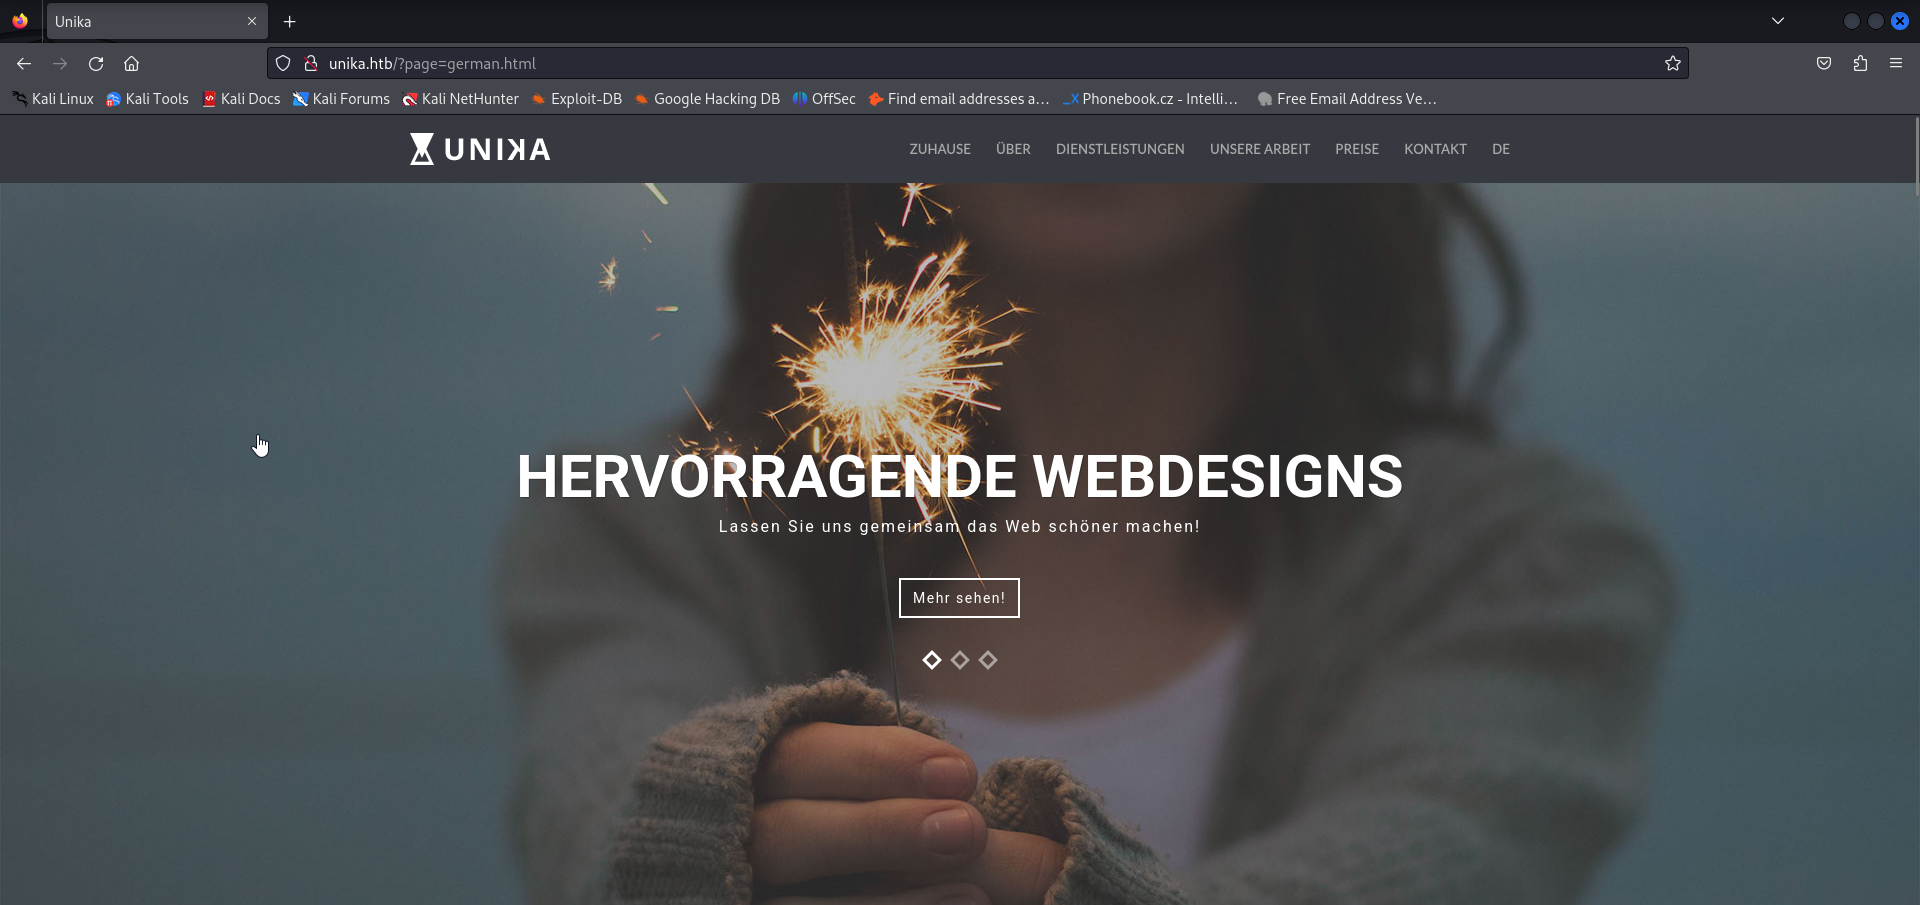 Unika
unika.htb/?page=german.html
Kali Linux Kali Tools Kali Docs Kali Forums Kali NetHunter Exploit-DB Google Hacking DB OffSec Find email addresses a... Phonebook.cz - Intelli... Free Email Address Ve...
UNIKA ZUHAUSE ÜBER DIENSTLEISTUNGEN UNSERE ARBEIT PREISE KONTAKT DE
HERVORRAGENDE WEBDESIGNS
Lassen Sie uns gemeinsam das Web schöner machen!
Mehr sehen!